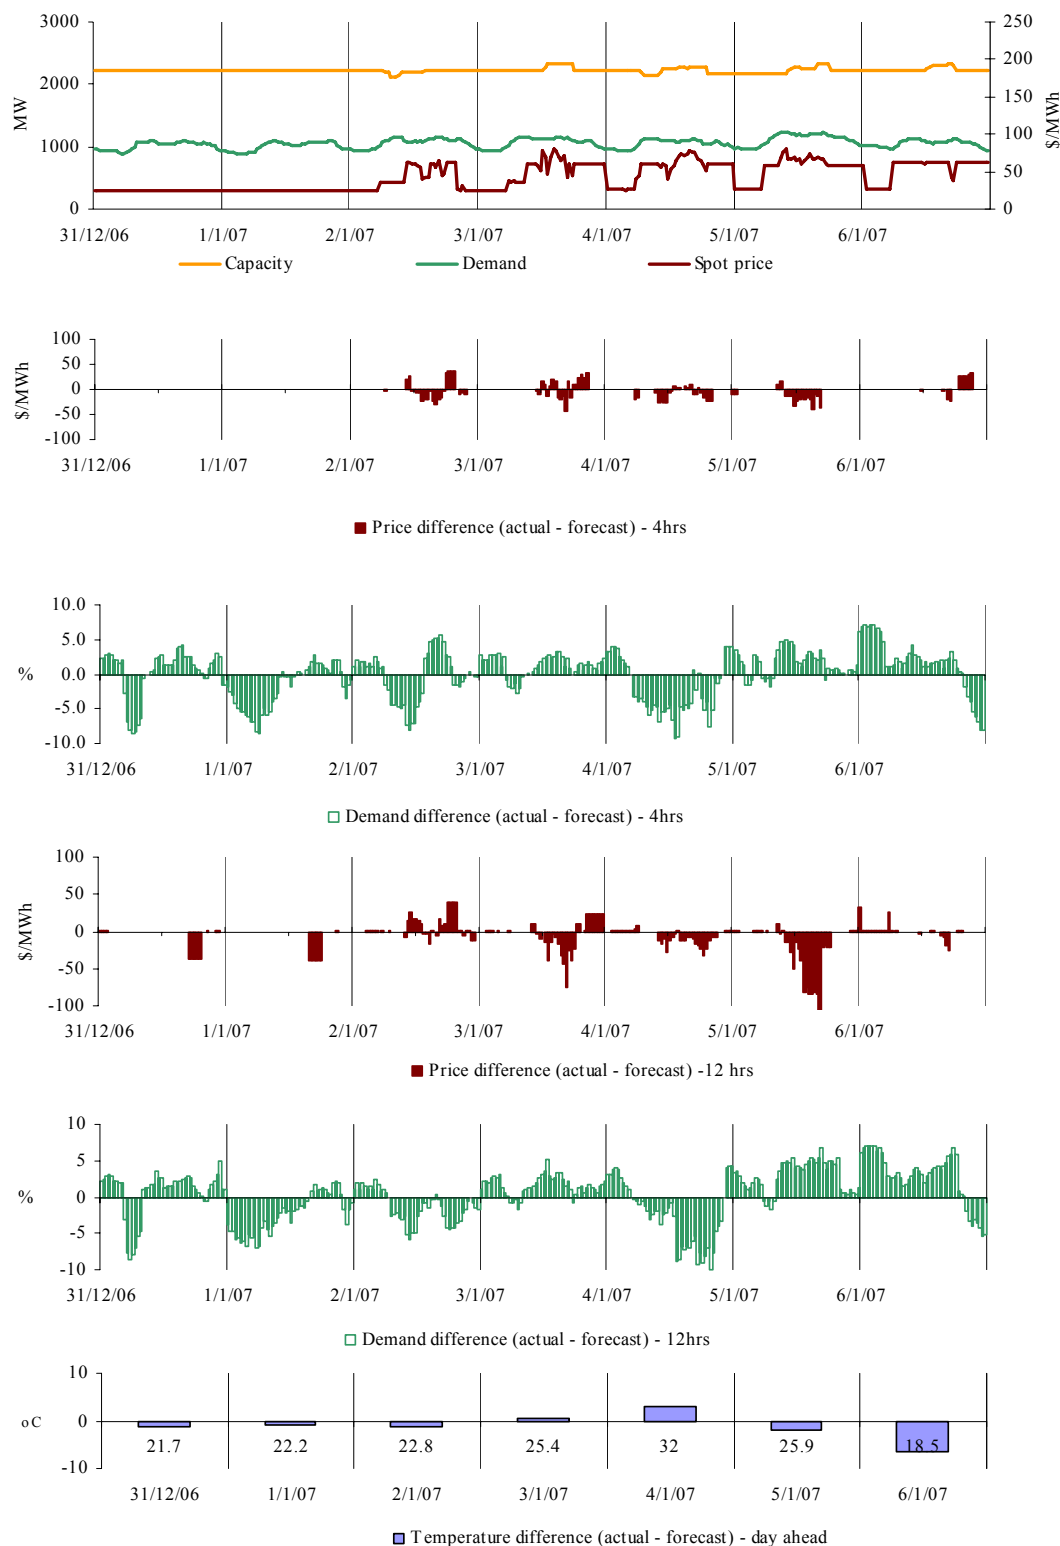 3000
2000
1000
0
MW
250
200
150
100
50
0
$/MWh
31/12/06 1/1/07 2/1/07 3/1/07 4/1/07 5/1/07 6/1/07
Capacity Demand Spot price
100
50
0
-50
-100
$/MWh
31/12/06 1/1/07 2/1/07 3/1/07 4/1/07 5/1/07 6/1/07
Price difference (actual - forecast) - 4hrs
10.0
5.0
0.0
-5.0
-10.0
%
31/12/06 1/1/07 2/1/07 3/1/07 4/1/07 5/1/07 6/1/07
Demand difference (actual - forecast) - 4hrs
100
50
0
-50
-100
$/MWh
31/12/06 1/1/07 2/1/07 3/1/07 4/1/07 5/1/07 6/1/07
Price difference (actual - forecast) -12 hrs
10
5
0
-5
-10
%
31/12/06 1/1/07 2/1/07 3/1/07 4/1/07 5/1/07 6/1/07
Demand difference (actual - forecast) - 12hrs
10
0
-10
oC
21.7 22.2 22.8 25.4 32 25.9 18.5
31/12/06 1/1/07 2/1/07 3/1/07 4/1/07 5/1/07 6/1/07
Temperature difference (actual - forecast) - day ahead